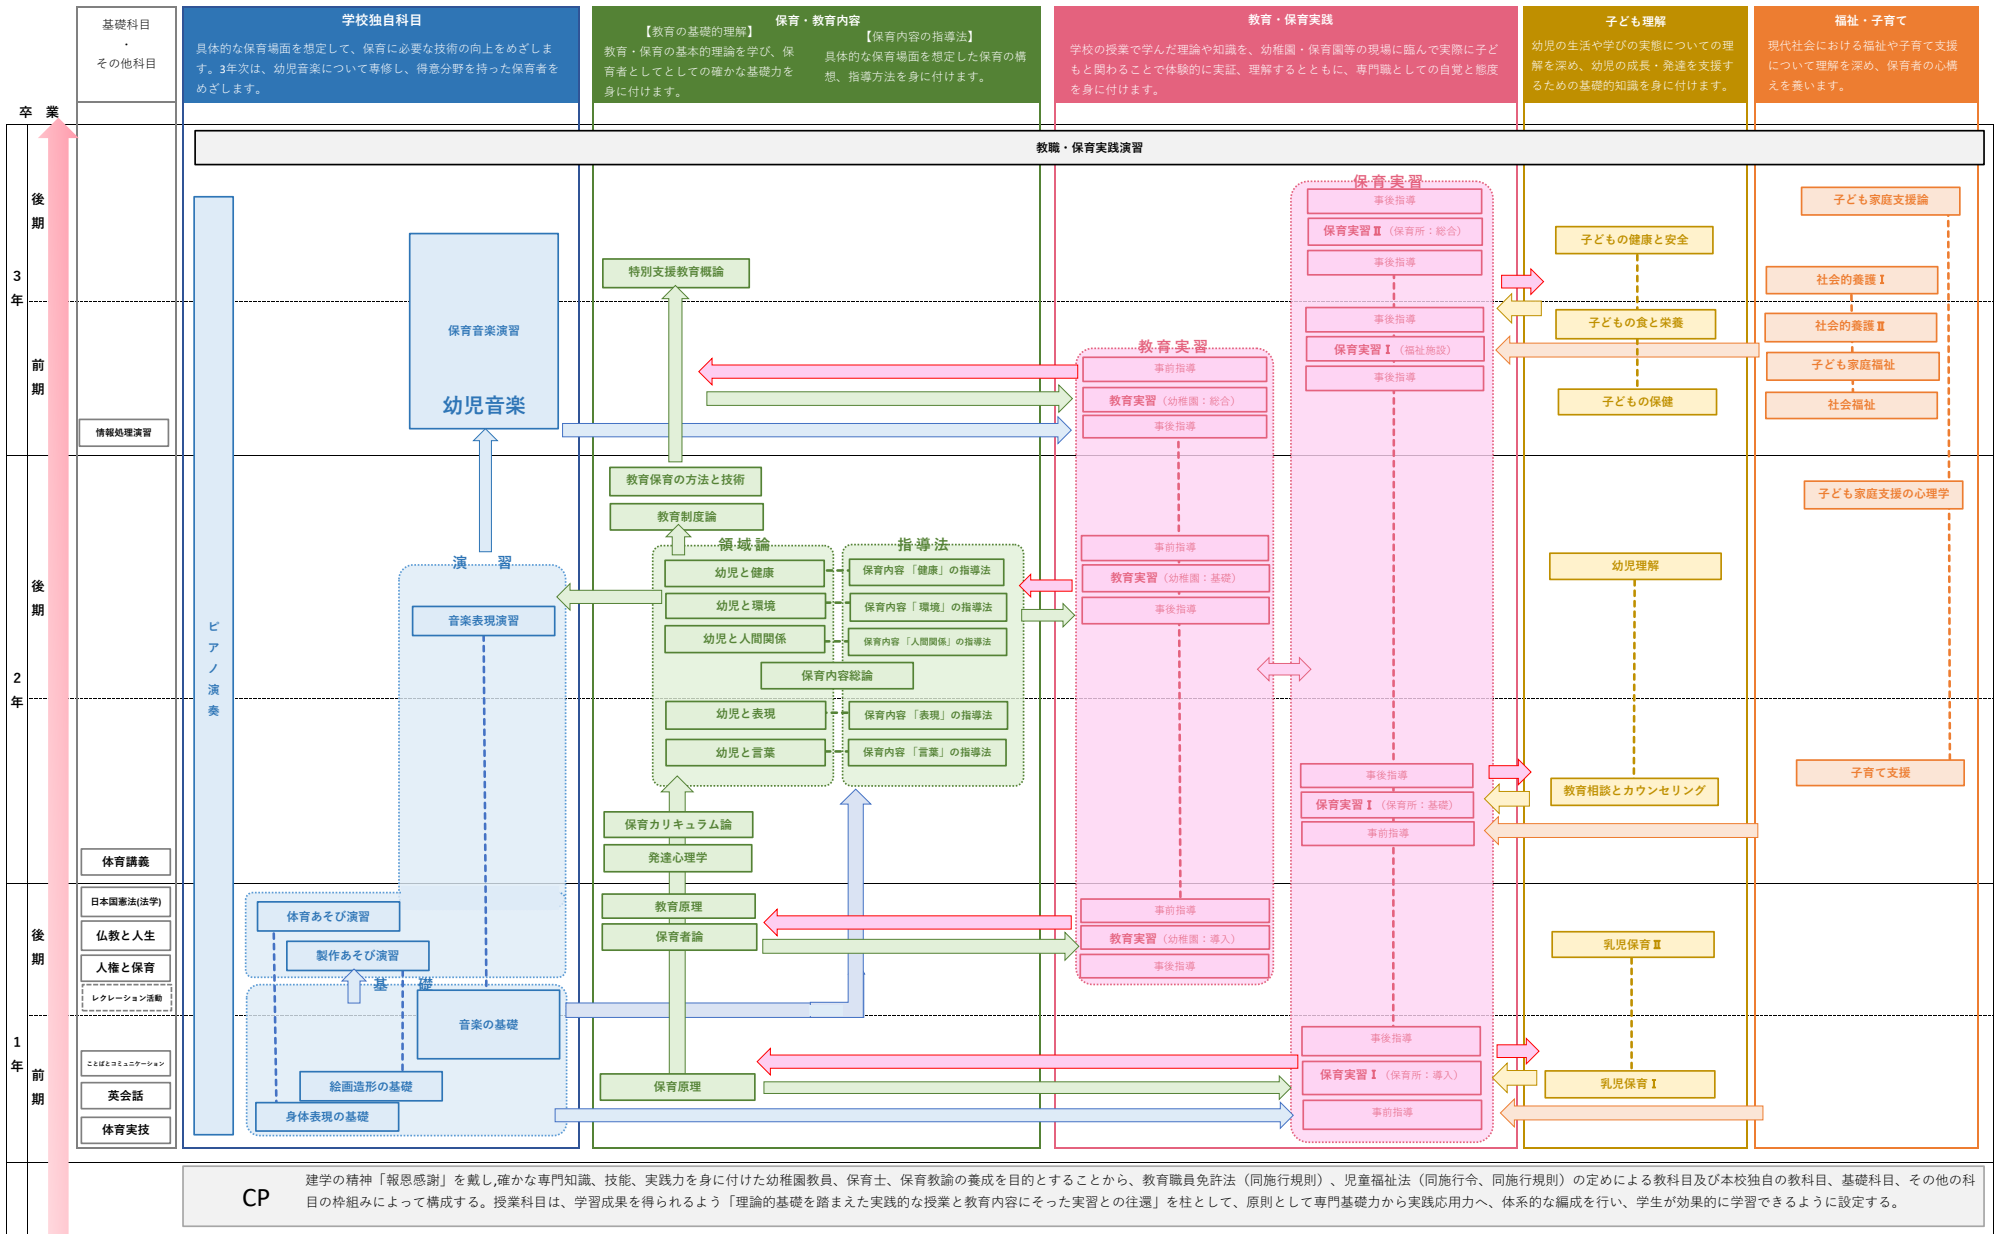 基礎科目
・
その他科目
学校独自科目
具体的な保育場面を想定して、保育に必要な技術の向上をめざしま
す。3年次は、幼児音楽について専修し、得意分野を持った保育者を
めざします。
保育・教育内容
【教育の基礎的理解】
教育・保育の基本的理論を学び、保
育者としてとしての確かな基礎力を
身に付けます。
【保育内容の指導法】
具体的な保育場面を想定した保育の構
想、指導方法を身に付けます。
教育・保育実践
学校の授業で学んだ理論や知識を、幼稚園・保育園等の現場に臨んで実際に子ど
もと関わることで体験的に実証、理解するとともに、専門職としての自覚と態度
を身に付けます。
子ども理解
幼児の生活や学びの実態についての理
解を深め、幼児の成長・発達を支援す
るための基礎的知識を身に付けます。
福祉・子育て
現代社会における福祉や子育て支援
について理解を深め、保育者の心構
えを養います。
卒 業
教職・保育実践演習
3年
後期
前期
2年
後期
1年
後期
前期
情報処理演習
体育講義
日本国憲法(法学)
仏教と人生
人権と保育
レクレーション活動
ことばとコミュニケーション
英会話
体育実技
ピアノ演奏
保育音楽演習
幼児音楽
演 習
音楽表現演習
体育あそび演習
製作あそび演習
基 礎
音楽の基礎
絵画造形の基礎
身体表現の基礎
特別支援教育概論
教育保育の方法と技術
教育制度論
領域論
幼児と健康
幼児と環境
幼児と人間関係
保育内容総論
幼児と表現
幼児と言葉
指導法
保育内容「健康」の指導法
保育内容「環境」の指導法
保育内容「人間関係」の指導法
保育内容「表現」の指導法
保育内容「言葉」の指導法
保育カリキュラム論
発達心理学
教育原理
保育者論
保育原理
教育実習
事前指導
教育実習（幼稚園：総合）
事後指導
事前指導
教育実習（幼稚園：基礎）
事後指導
事前指導
教育実習（幼稚園：導入）
事後指導
保育実習
事後指導
保育実習Ⅱ（保育所：総合）
事後指導
事後指導
保育実習Ⅰ（福祉施設）
事後指導
事後指導
保育実習Ⅰ（保育所：基礎）
事前指導
事後指導
保育実習Ⅰ（保育所：導入）
事前指導
子どもの健康と安全
子どもの食と栄養
子どもの保健
幼児理解
教育相談とカウンセリング
乳児保育Ⅱ
乳児保育Ⅰ
子ども家庭支援論
社会的養護Ⅰ
社会的養護Ⅱ
子ども家庭福祉
社会福祉
子ども家庭支援の心理学
子育て支援
CP
建学の精神「報恩感謝」を戴し,確かな専門知識、技能、実践力を身に付けた幼稚園教員、保育士、保育教諭の養成を目的とすることから、教育職員免許法（同施行規則）、児童福祉法（同施行令、同施行規則）の定めによる教科目及び本校独自の教科目、基礎科目、その他の科
目の枠組みによって構成する。授業科目は、学習成果を得られるよう「理論的基礎を踏まえた実践的な授業と教育内容にそった実習との往還」を柱として、原則として専門基礎力から実践応用力へ、体系的な編成を行い、学生が効果的に学習できるように設定する。